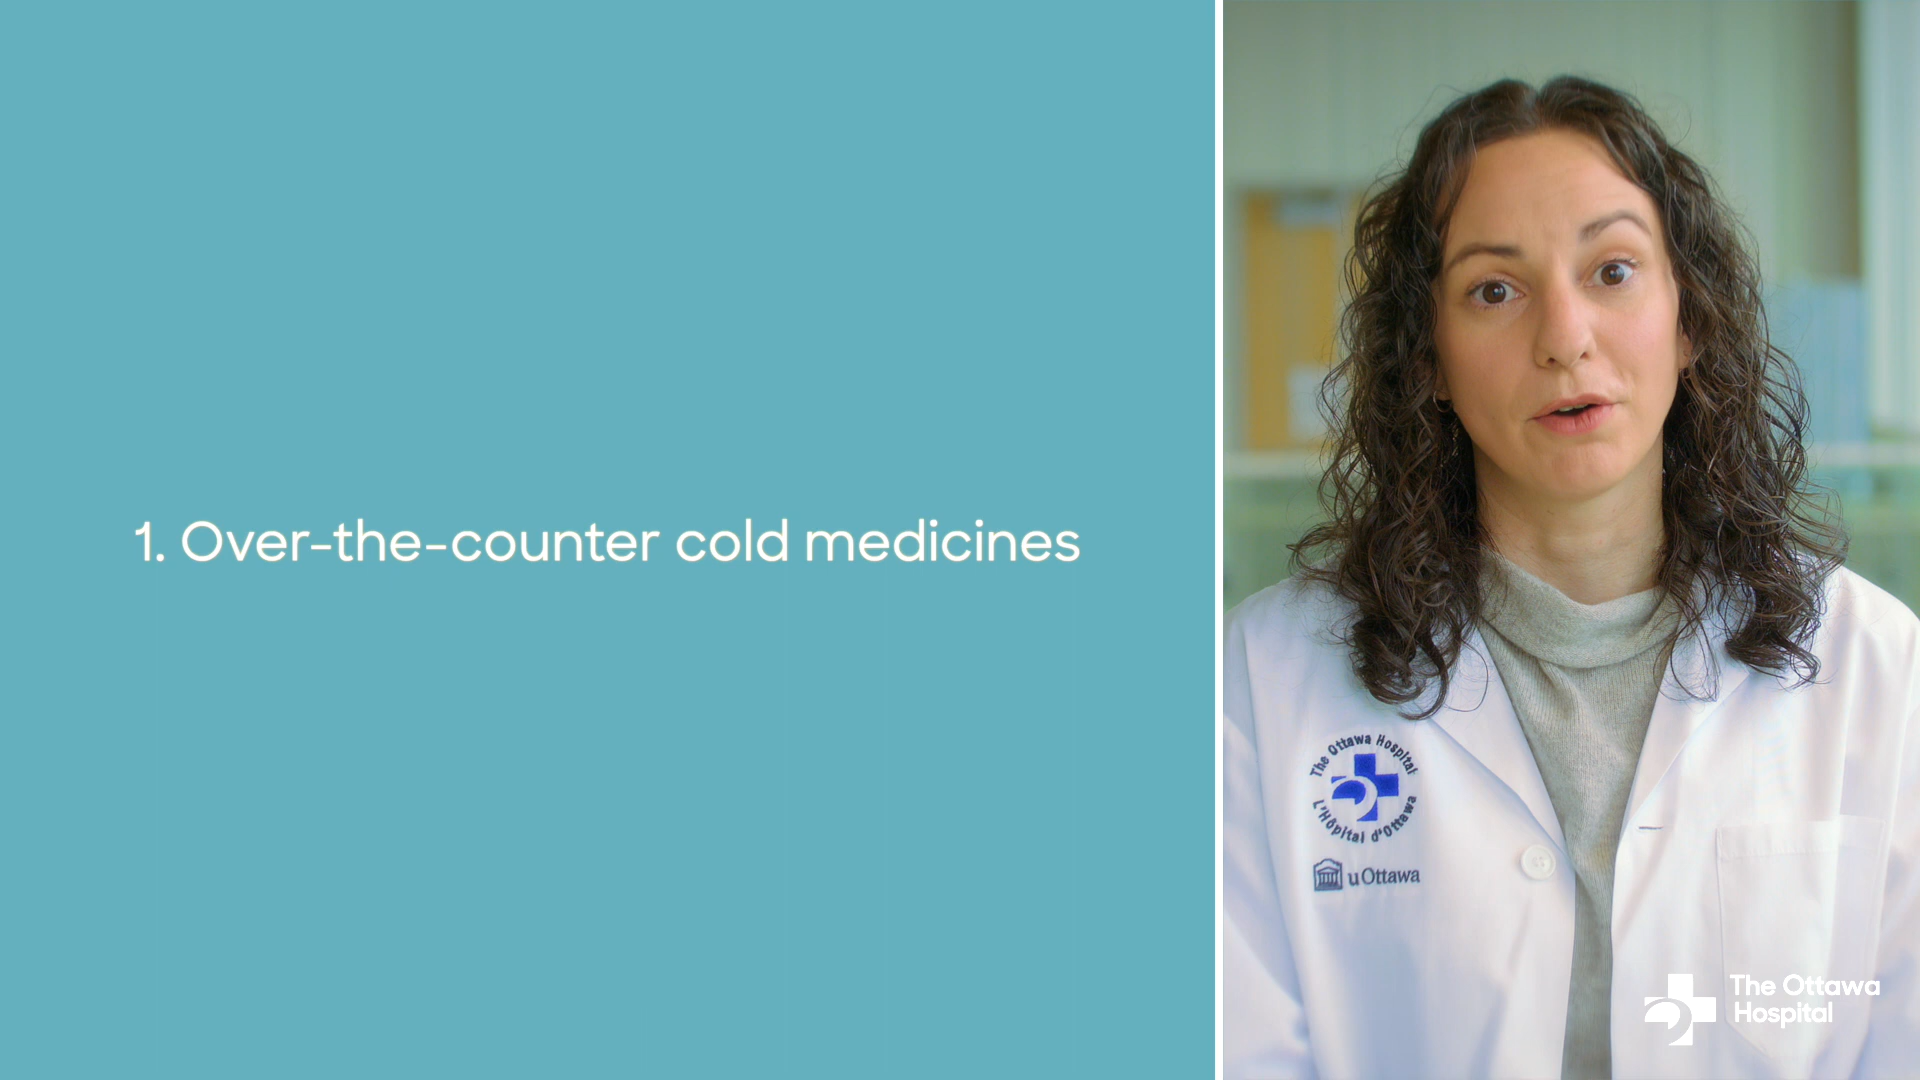 1. Over-the-counter cold medicines
The Ottawa Hospital
L'Hôpital d'Ottawa
uOttawa
The Ottawa
Hospital